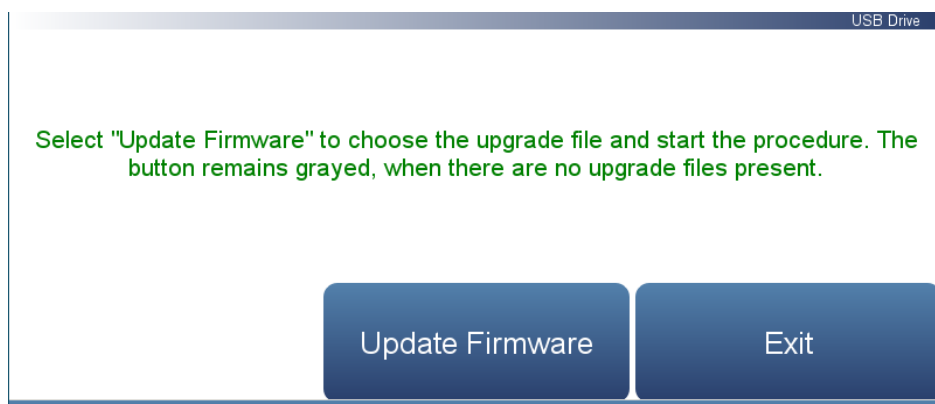 USB Drive
Select "Update Firmware" to choose the upgrade file and start the procedure. The
button remains grayed, when there are no upgrade files present.
Update Firmware
Exit